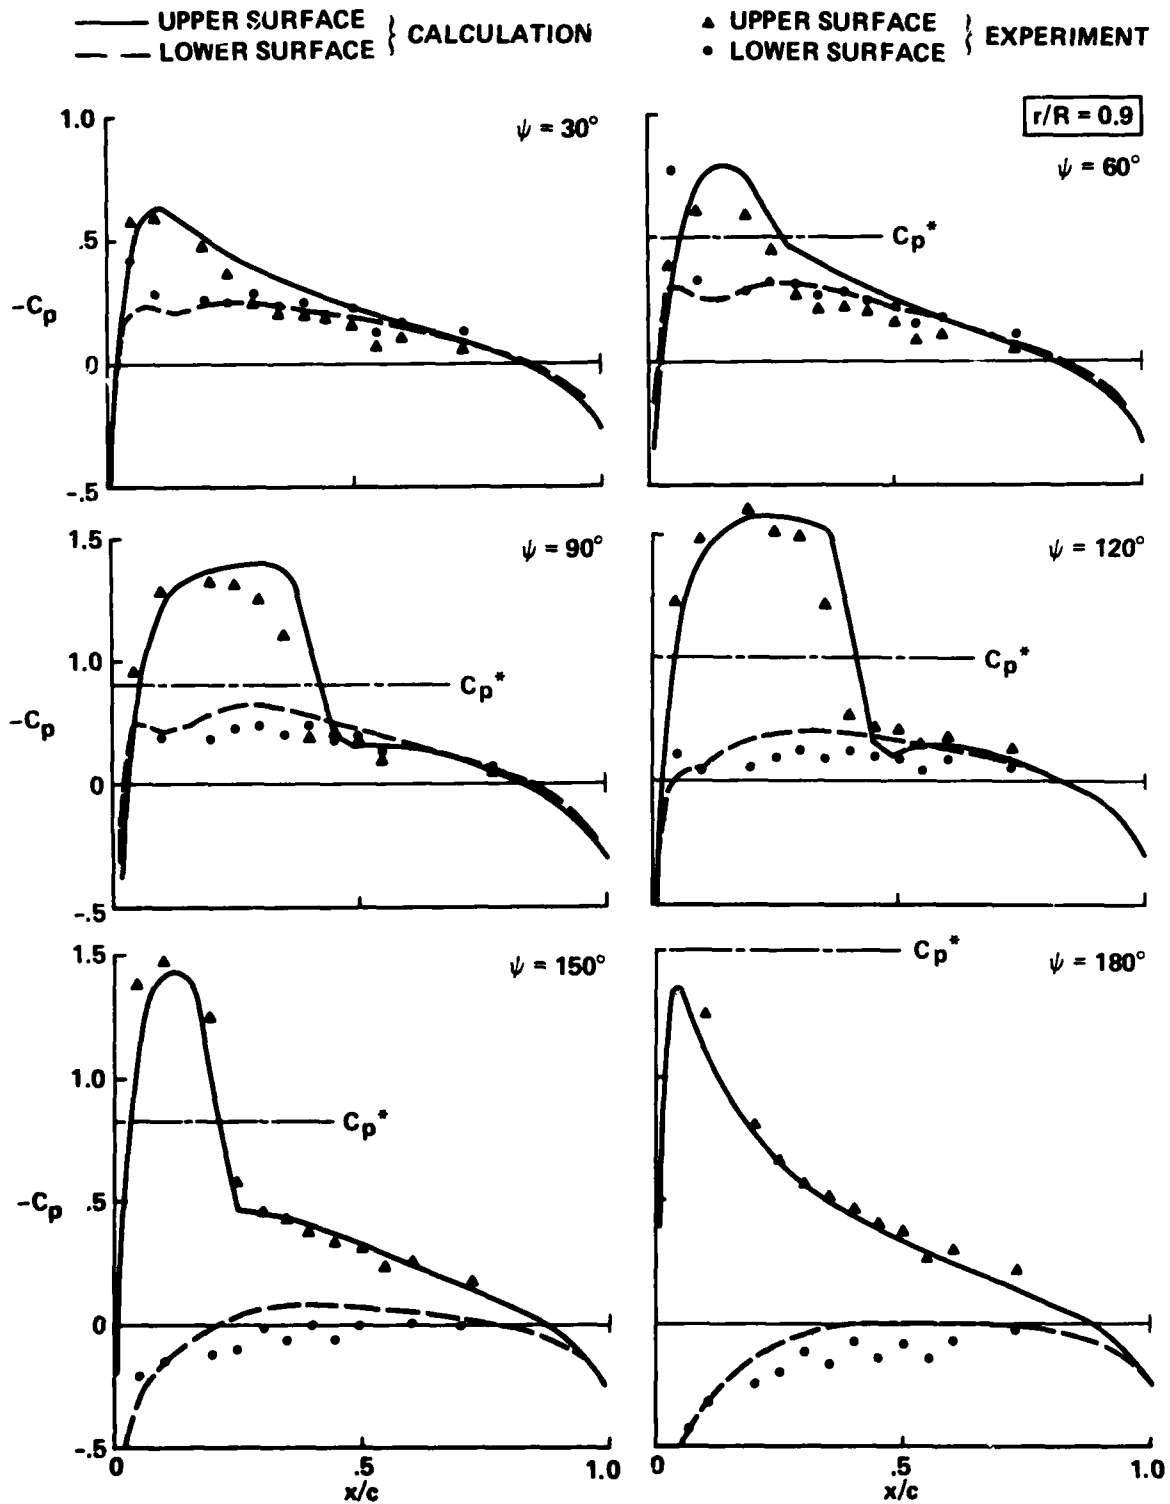 UPPER SURFACE
LOWER SURFACE
CALCULATION
▲ UPPER SURFACE
● LOWER SURFACE
EXPERIMENT
r/R = 0.9
1.0
.5
0
-.5
-Cp
ψ = 30°
ψ = 60°
Cp*
1.5
1.0
0
-.5
-Cp
ψ = 90°
Cp*
ψ = 120°
Cp*
1.5
1.0
.5
0
-.5
-Cp
ψ = 150°
Cp*
0
.5
1.0
x/c
ψ = 180°
Cp*
0
.5
1.0
x/c